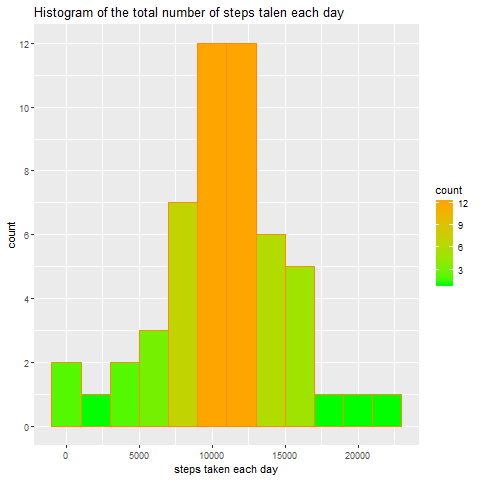 Histogram of the total number of steps talen each day
count
12
10
8
6
4
2
0
0 5000 10000 15000 20000
steps taken each day
count
12
9
6
3